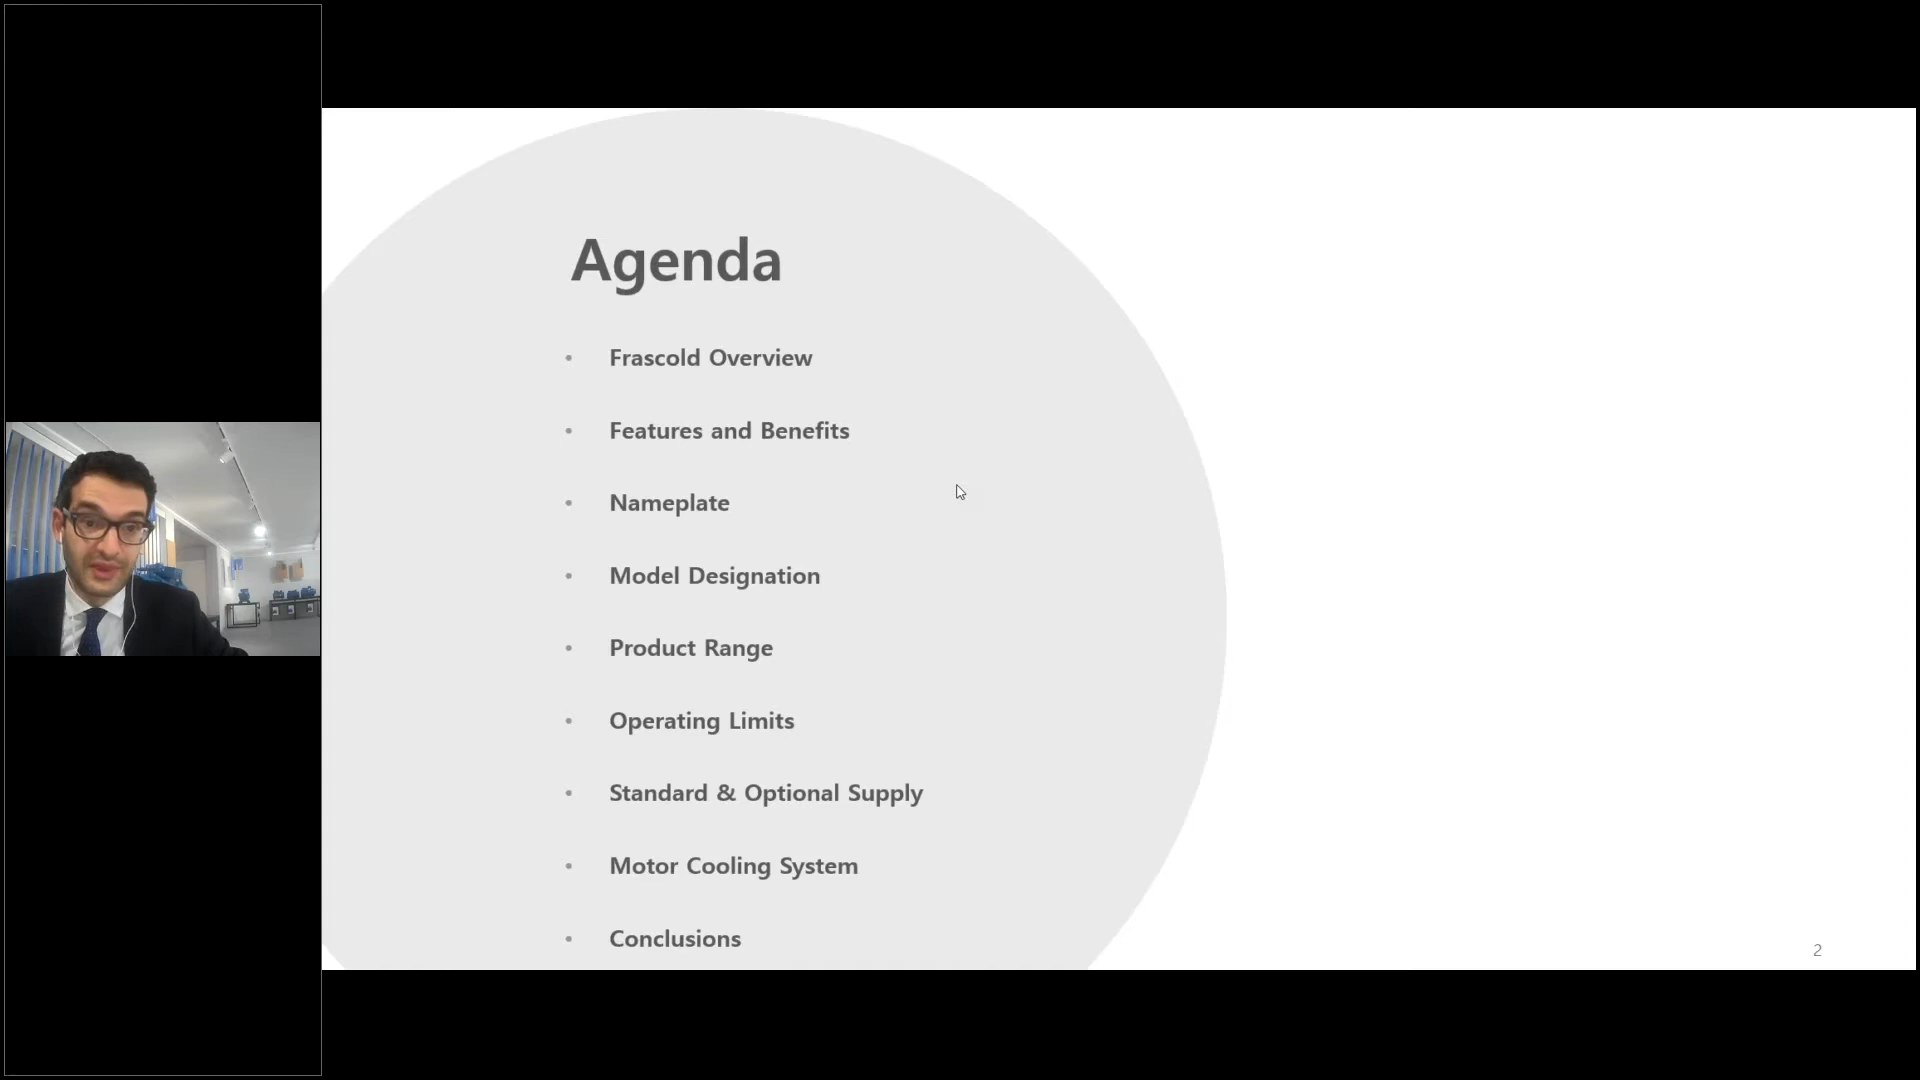 Agenda
• Frascold Overview
• Features and Benefits
• Nameplate
• Model Designation
• Product Range
• Operating Limits
• Standard & Optional Supply
• Motor Cooling System
• Conclusions
2